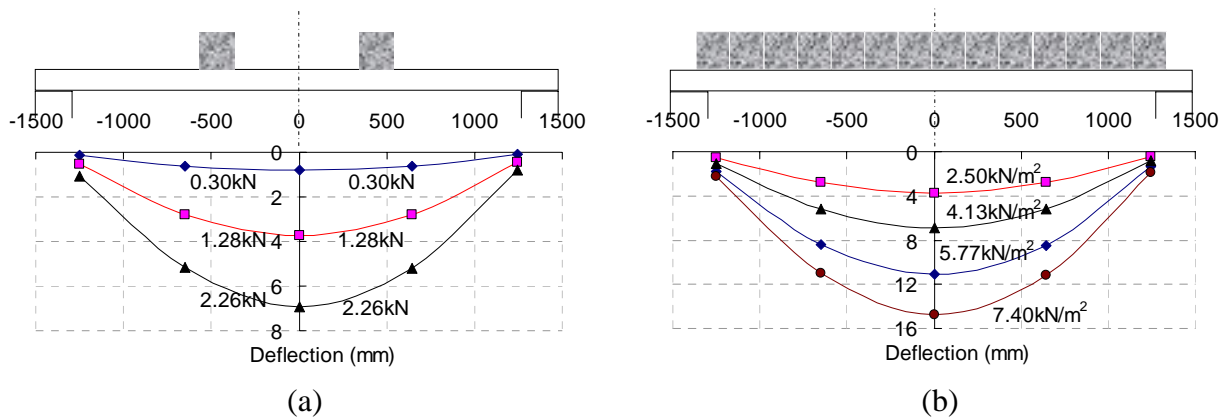 -1500 -1000 -500 0 500 1000 1500
0
0.30kN 0.30kN
2
1.28kN 1.28kN
4
2.26kN 2.26kN
6
8
Deflection (mm)
(a)
-1500 -1000 -500 0 500 1000 1500
0
2.50kN/m²
4
4.13kN/m²
8
5.77kN/m²
12
7.40kN/m²
16
Deflection (mm)
(b)